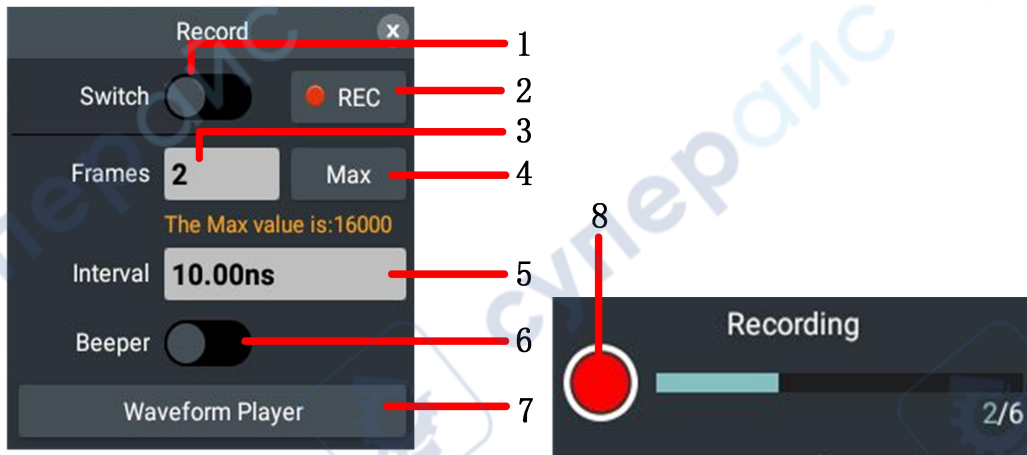 Record x
1
Switch REC
2
3
Frames 2 Max
4
The Max value is:16000
Interval 10.00ns
5
Beeper
6
Waveform Player
7
8
Recording
2/6
суперайс